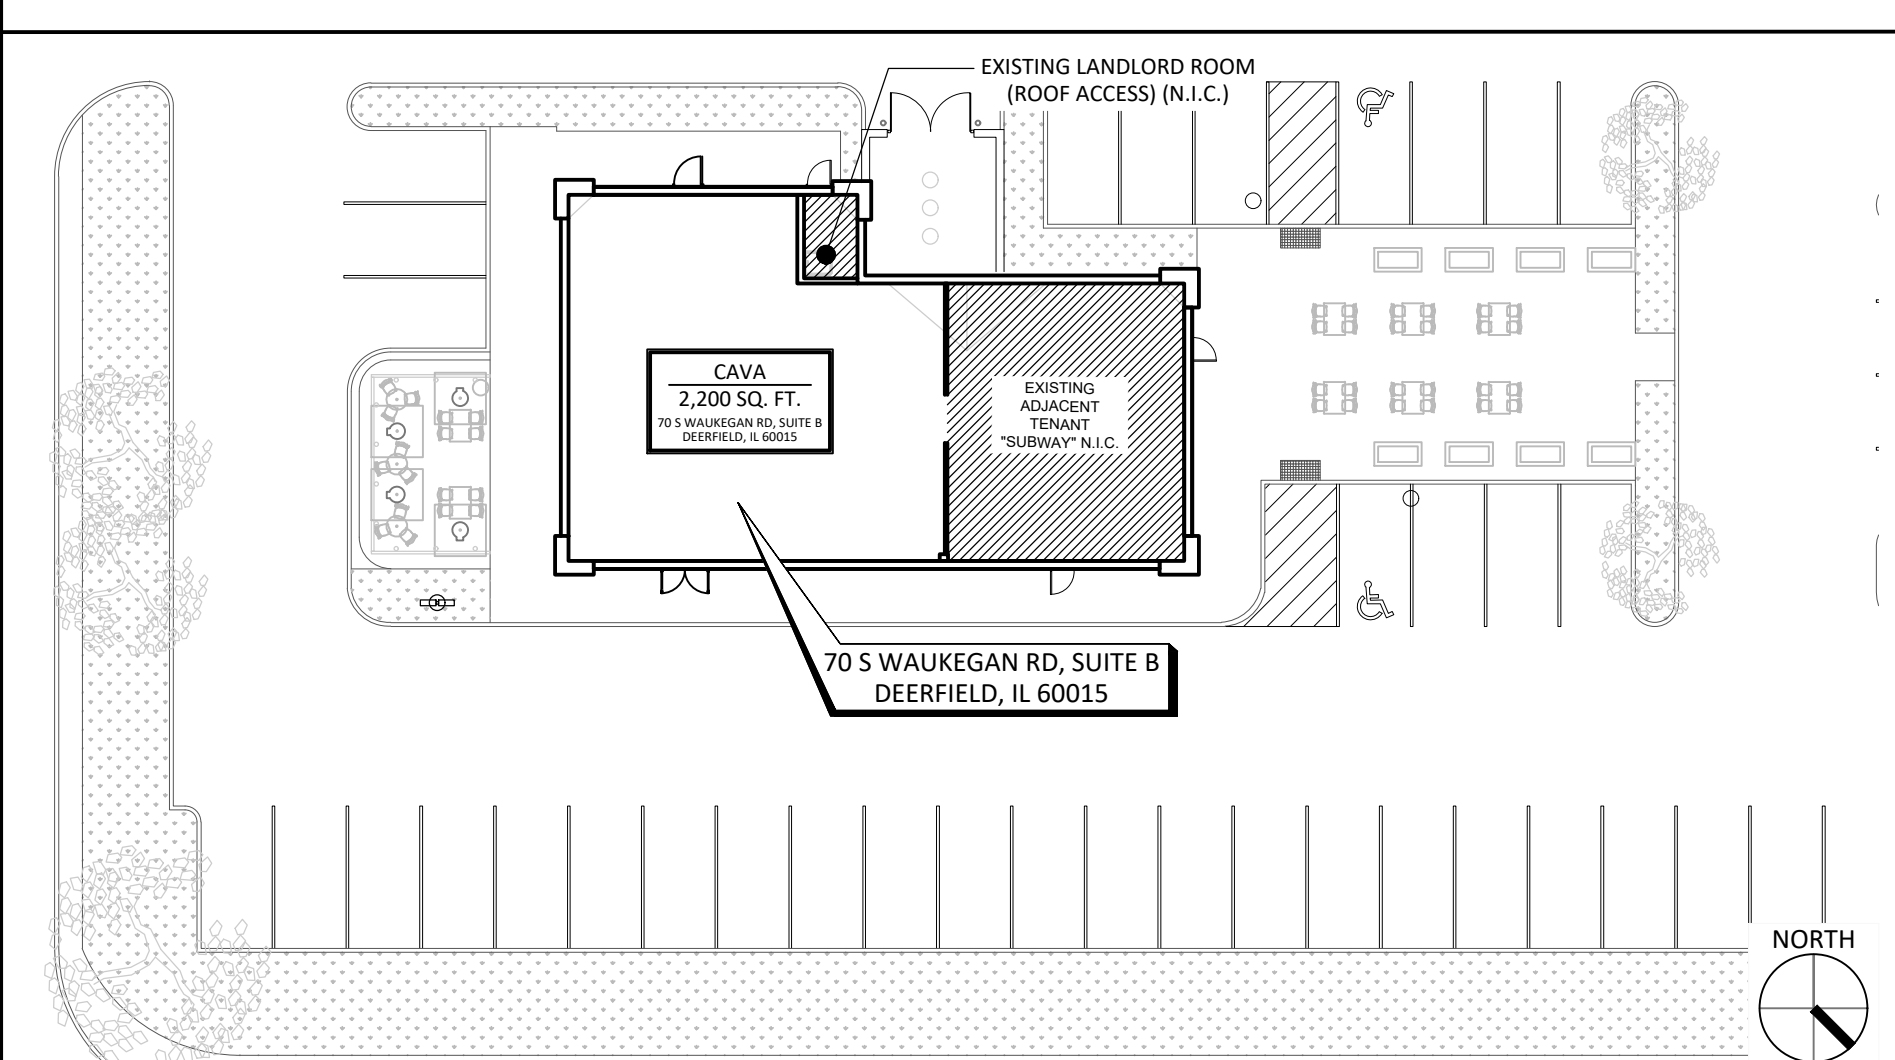 EXISTING LANDLORD ROOM
(ROOF ACCESS) (N.I.C.)
CAVA
2,200 SQ. FT.
70 S WAUKEGAN RD, SUITE B
DEERFIELD, IL 60015
EXISTING
ADJACENT
TENANT
"SUBWAY" N.I.C.
70 S WAUKEGAN RD, SUITE B
DEERFIELD, IL 60015
NORTH